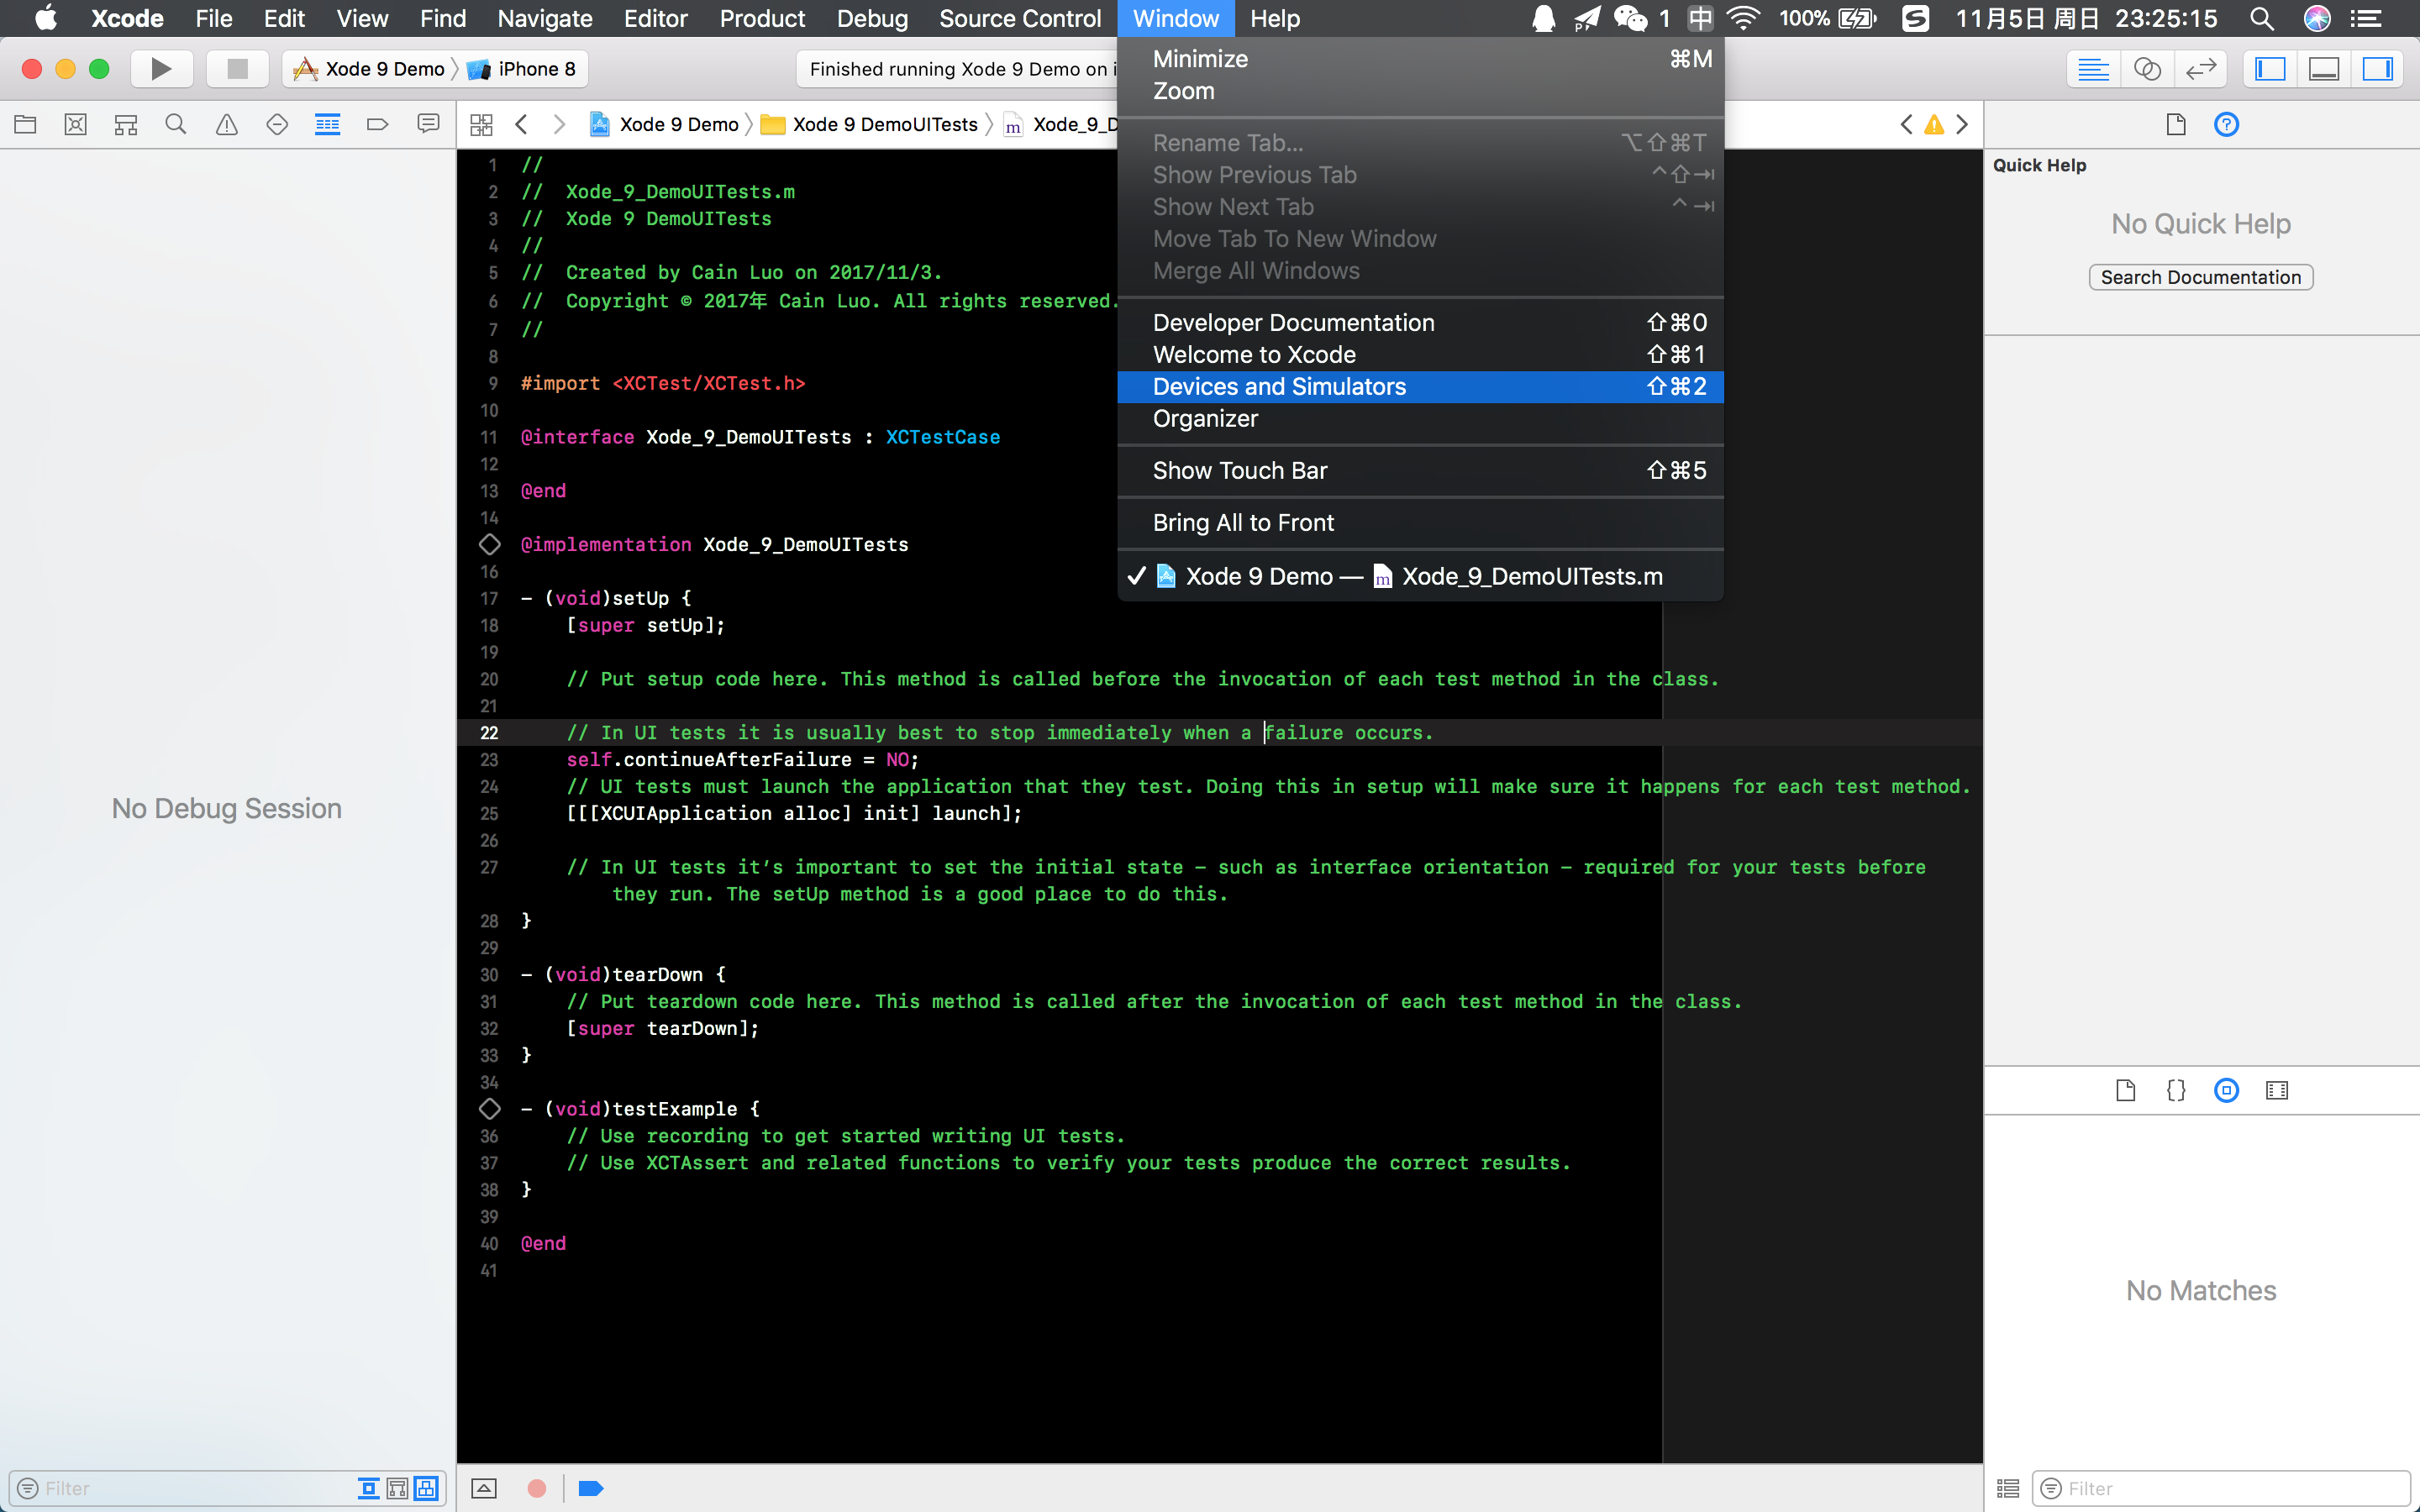 Xcode File Edit View Find Navigate Editor Product Debug Source Control Window Help 1 中 100% 11月5日 周日 23:25:15
Xode 9 Demo iPhone 8 Finished running Xode 9 Demo on i
Xode 9 Demo Xode 9 DemoUITests m Xode_9_D
Minimize ⌘M
Zoom
Rename Tab... ⌥⇧⌘T
Show Previous Tab ^⇧⇥
Show Next Tab ^⇥
Move Tab To New Window
Merge All Windows
Developer Documentation ⇧⌘0
Welcome to Xcode ⇧⌘1
Devices and Simulators ⇧⌘2
Organizer
Show Touch Bar ⇧⌘5
Bring All to Front
✓ Xode 9 Demo — m Xode_9_DemoUITests.m
1 //
2 // Xode_9_DemoUITests.m
3 // Xode 9 DemoUITests
4 //
5 // Created by Cain Luo on 2017/11/3.
6 // Copyright © 2017年 Cain Luo. All rights reserved.
7 //
8
9 #import <XCTest/XCTest.h>
10
11 @interface Xode_9_DemoUITests : XCTestCase
12
13 @end
14
@implementation Xode_9_DemoUITests
16
17 - (void)setUp {
18 [super setUp];
19
20 // Put setup code here. This method is called before the invocation of each test method in the class.
21
22 // In UI tests it is usually best to stop immediately when a failure occurs.
23 self.continueAfterFailure = NO;
24 // UI tests must launch the application that they test. Doing this in setup will make sure it happens for each test method.
25 [[[XCUIApplication alloc] init] launch];
26
27 // In UI tests it’s important to set the initial state - such as interface orientation - required for your tests before
they run. The setUp method is a good place to do this.
28 }
29
30 - (void)tearDown {
31 // Put teardown code here. This method is called after the invocation of each test method in the class.
32 [super tearDown];
33 }
34
- (void)testExample {
36 // Use recording to get started writing UI tests.
37 // Use XCTAssert and related functions to verify your tests produce the correct results.
38 }
39
40 @end
41
No Debug Session
Filter
Quick Help
No Quick Help
Search Documentation
{}
No Matches
Filter